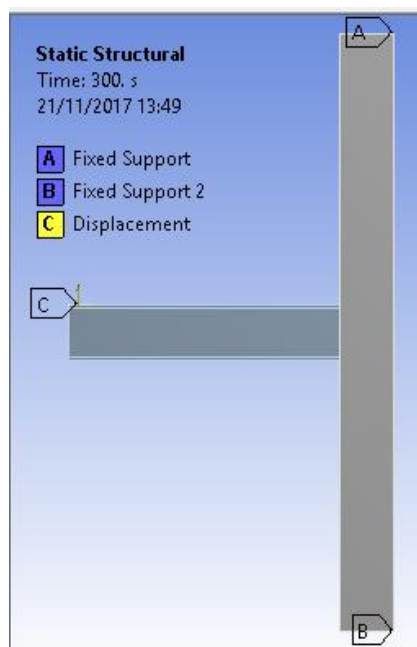 A
Static Structural
Time: 300. s
21/11/2017 13:49
A Fixed Support
B Fixed Support 2
C Displacement
C
B